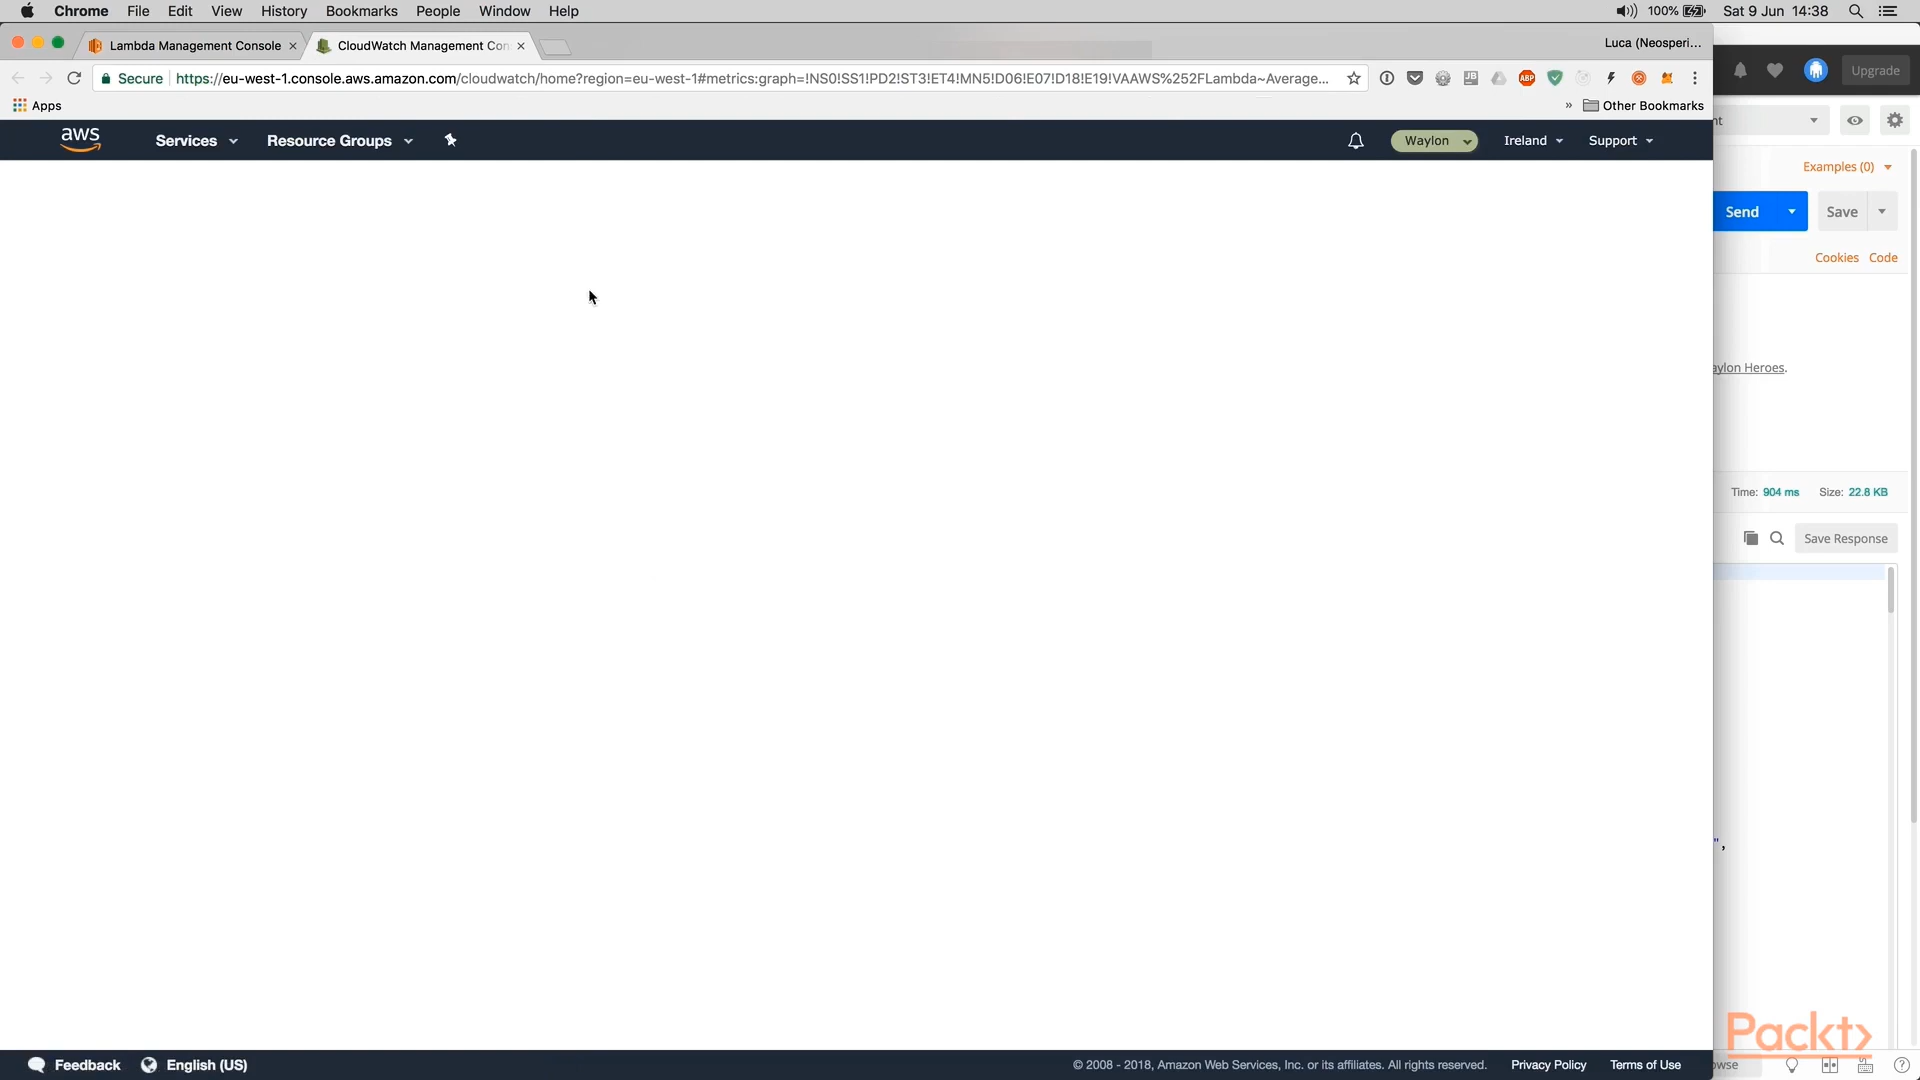 Chrome File Edit View History Bookmarks People Window Help 100% Sat 9 Jun 14:38
Lambda Management Console CloudWatch Management Con Luca (Neosperi...
Secure https://eu-west-1.console.aws.amazon.com/cloudwatch/home?region=eu-west-1#metrics:graph=!NS0!SS1!PD2!ST3!ET4!MN5!D06!E07!D18!E19!VAAWS%252FLambda~Average... ABP Upgrade
Apps Other Bookmarks
nt
aws Services Resource Groups Waylon Ireland Support
Examples (0)
Send Save
Cookies Code
aylon Heroes.
Time: 904 ms Size: 22.8 KB
Save Response
",
Packt>
Feedback English (US) © 2008 - 2018, Amazon Web Services, Inc. or its affiliates. All rights reserved. Privacy Policy Terms of Use owse